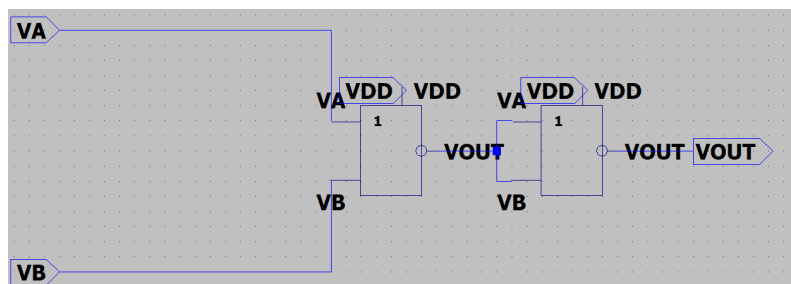 VA
VDD VDD VDD VDD
VA VA
1 1
VOUT VOUT VOUT
VB VB
VB